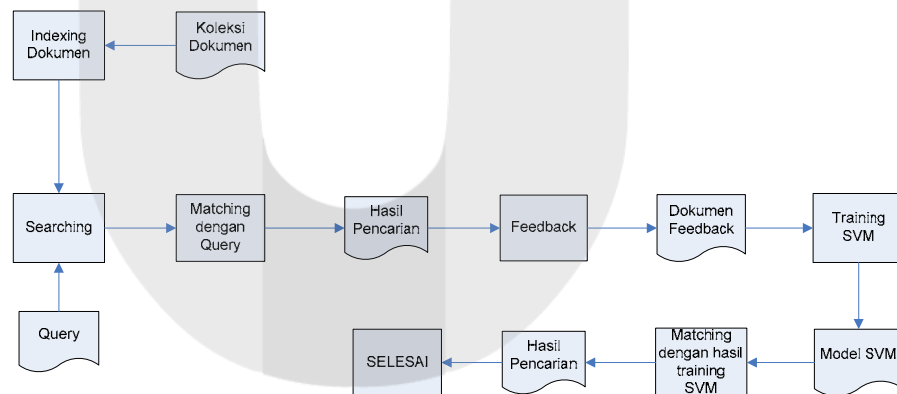 Indexing
Dokumen
Koleksi
Dokumen
Searching
Matching
dengan
Query
Hasil
Pencarian
Feedback
Dokumen
Feedback
Training
SVM
Query
SELESAI
Hasil
Pencarian
Matching
dengan hasil
training
SVM
Model SVM